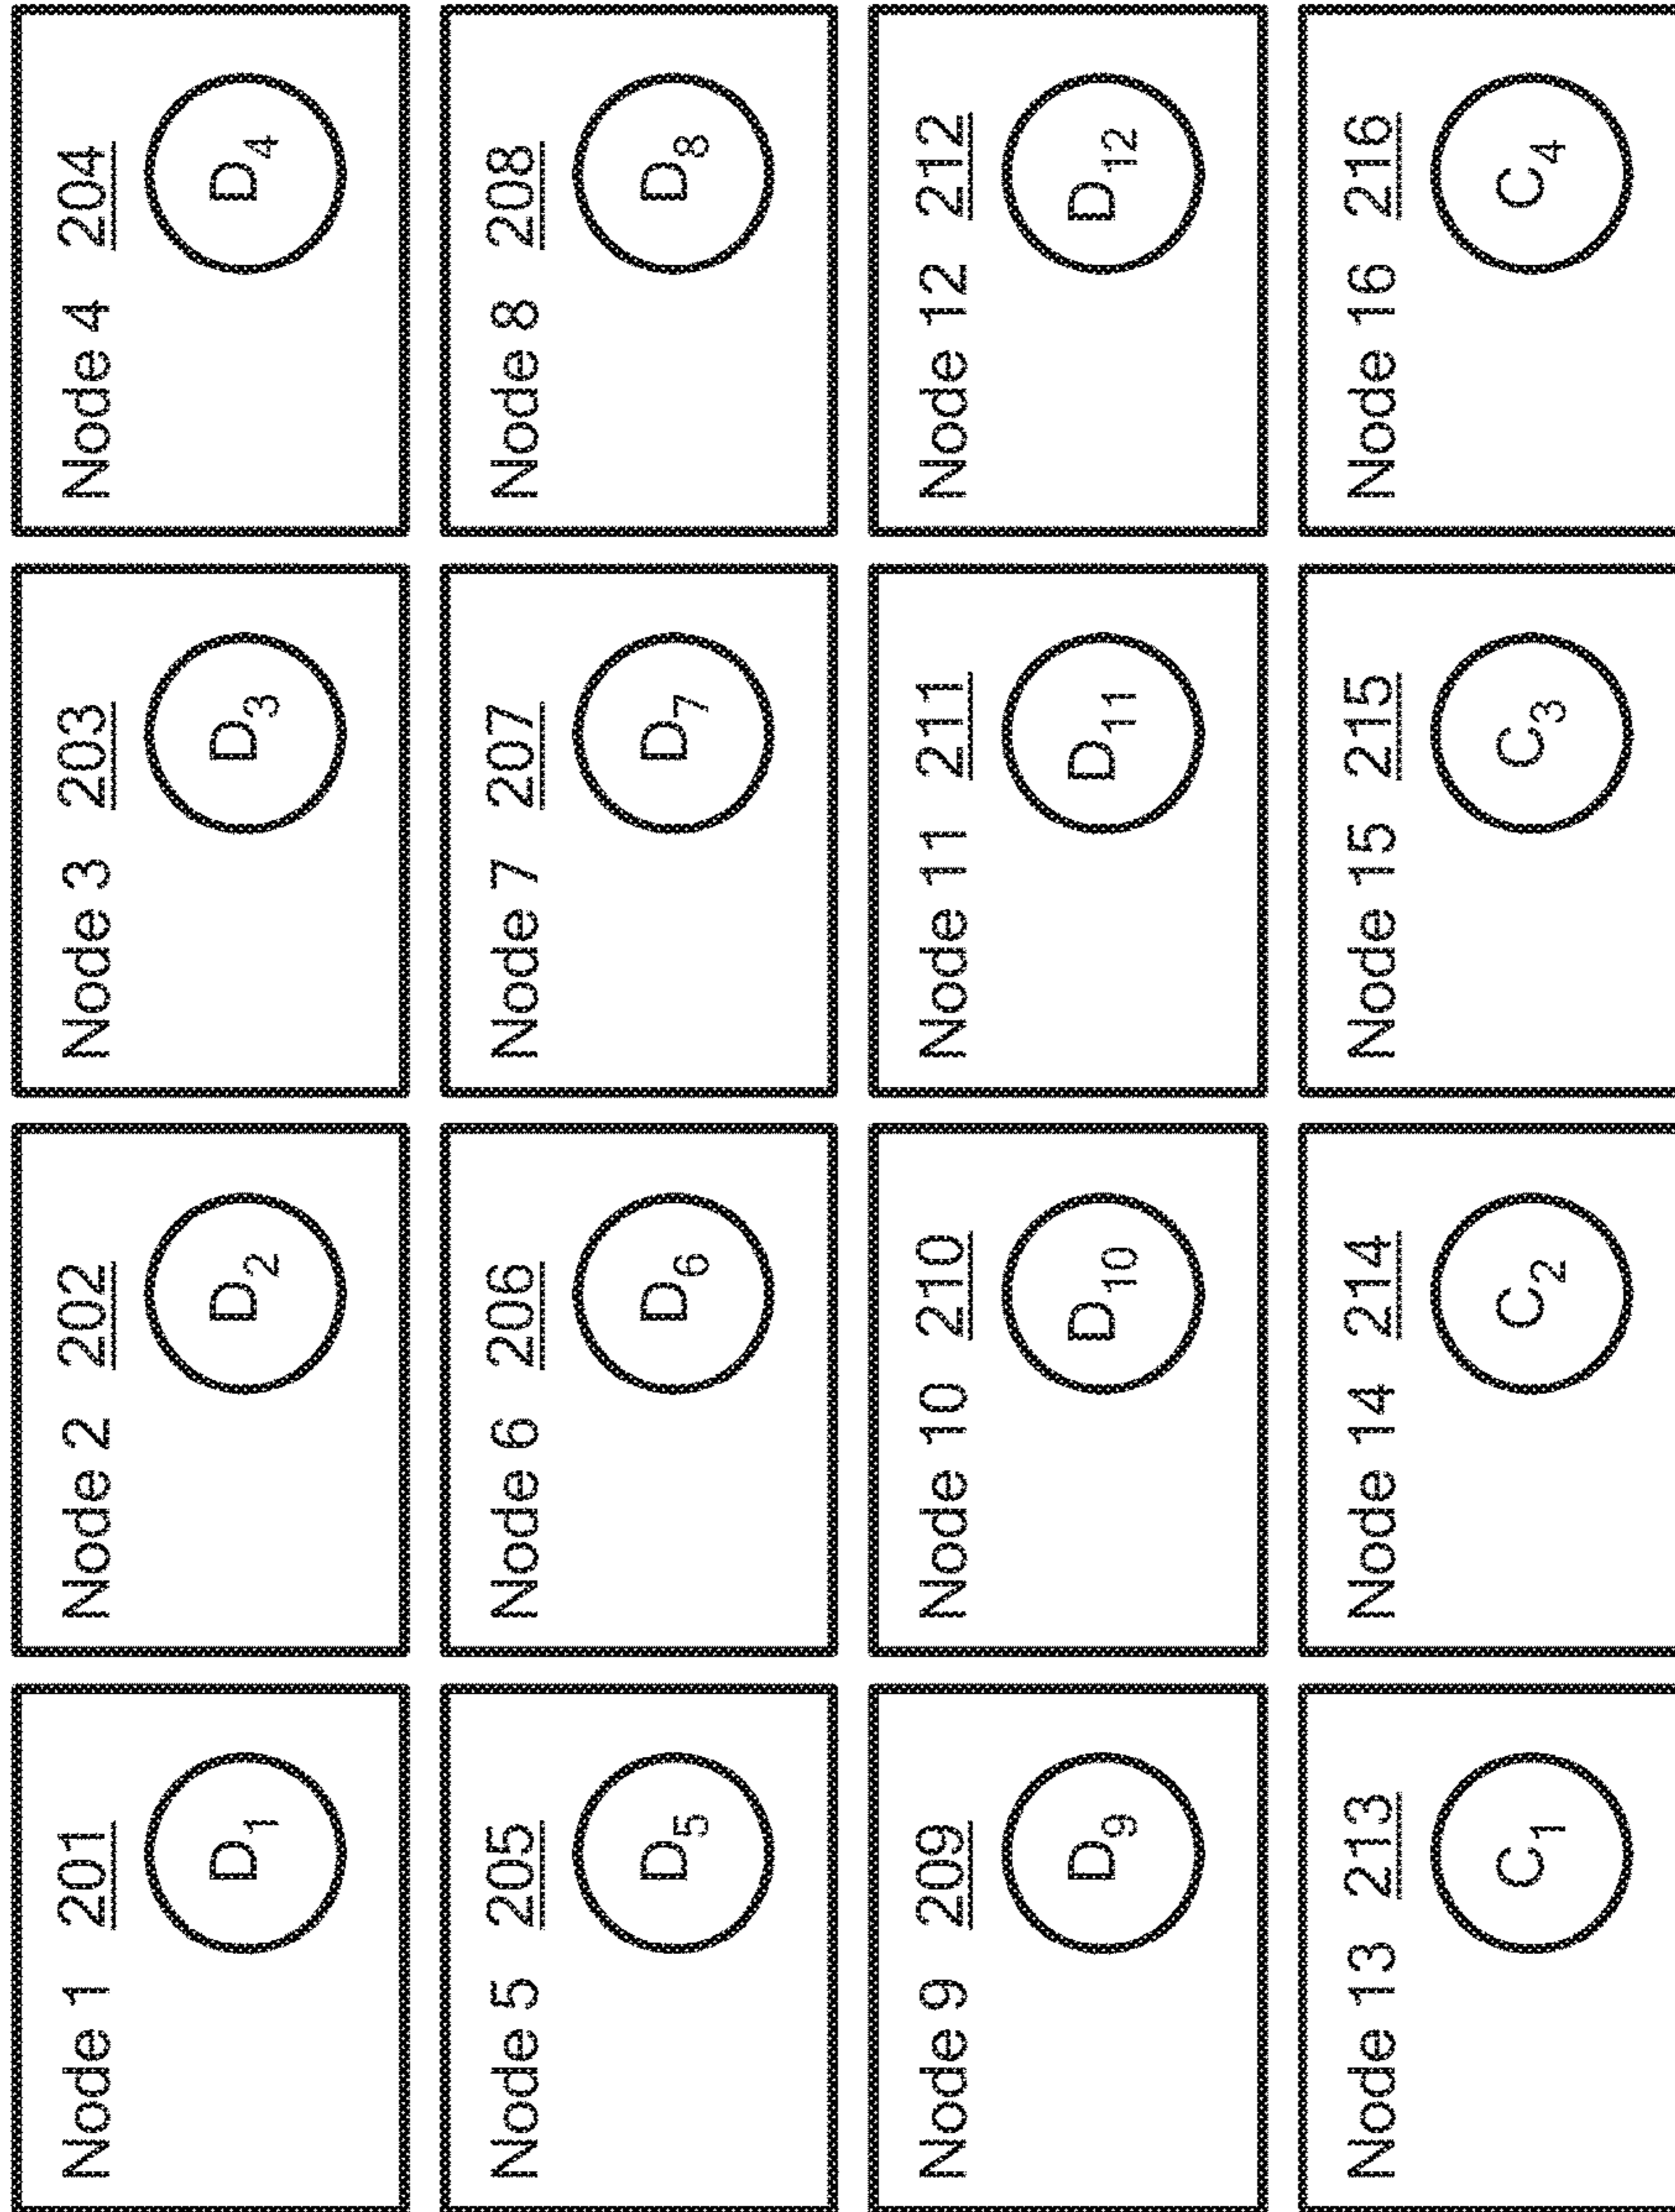 Node 1 201
D1
Node 2 202
D2
Node 3 203
D3
Node 4 204
D4
Node 5 205
D5
Node 6 206
D6
Node 7 207
D7
Node 8 208
D8
Node 9 209
D9
Node 10 210
D10
Node 11 211
D11
Node 12 212
D12
Node 13 213
C1
Node 14 214
C2
Node 15 215
C3
Node 16 216
C4